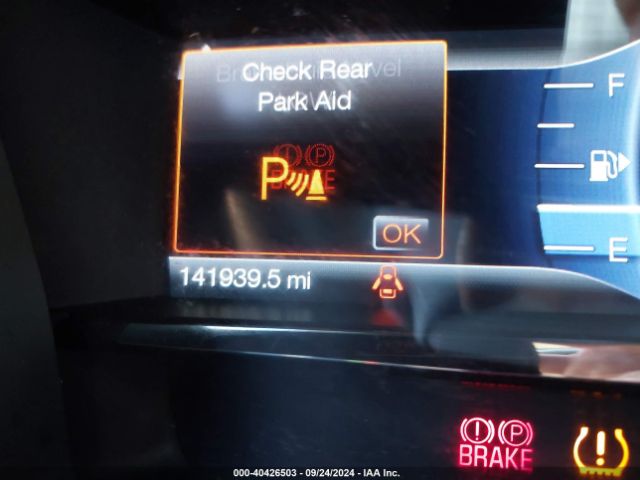 Check Rear
Park Aid
F
P
OK
E
141939.5 mi
P
BRAKE
000-40426503 - 09/24/2024 - IAA Inc.